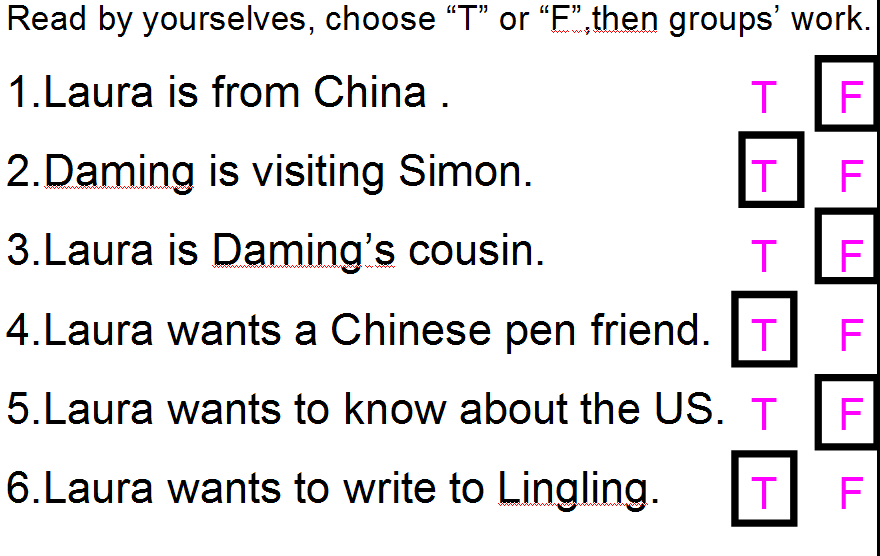 Read by yourselves, choose “T” or “F”,then groups’ work.
1.Laura is from China . T F
2.Daming is visiting Simon. T F
3.Laura is Daming’s cousin. T F
4.Laura wants a Chinese pen friend. T F
5.Laura wants to know about the US. T F
6.Laura wants to write to Lingling. T F